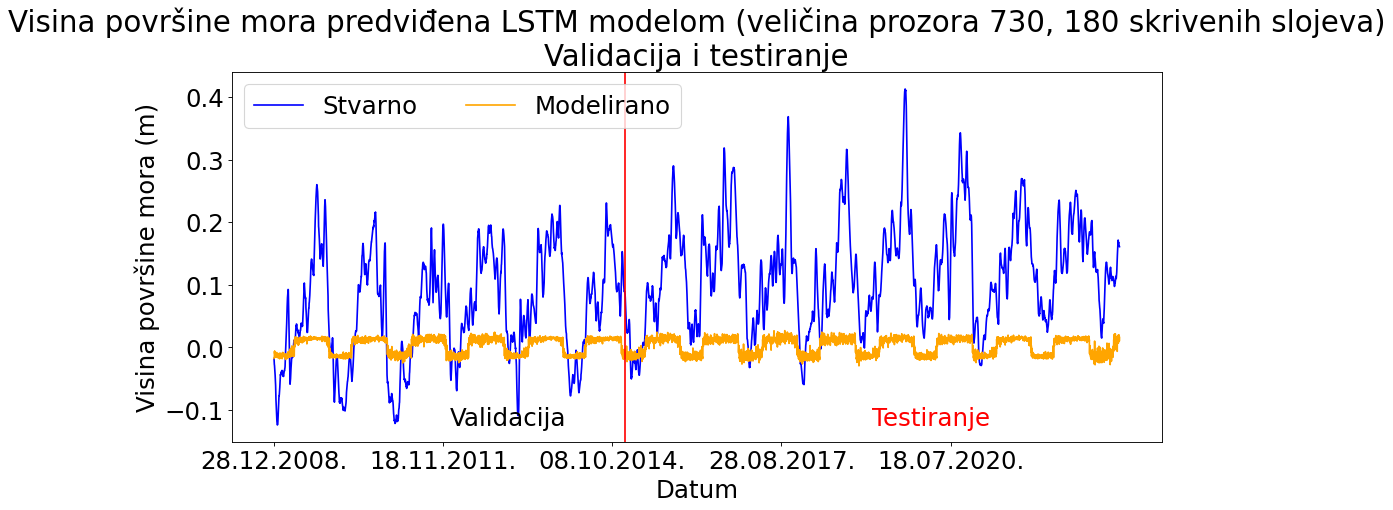 Visina površine mora predviđena LSTM modelom (veličina prozora 730, 180 skrivenih slojeva)
Validacija i testiranje
Stvarno Modelirano
Visina površine mora (m)
0.4
0.3
0.2
0.1
0.0
−0.1
Validacija
Testiranje
28.12.2008. 18.11.2011. 08.10.2014. 28.08.2017. 18.07.2020.
Datum